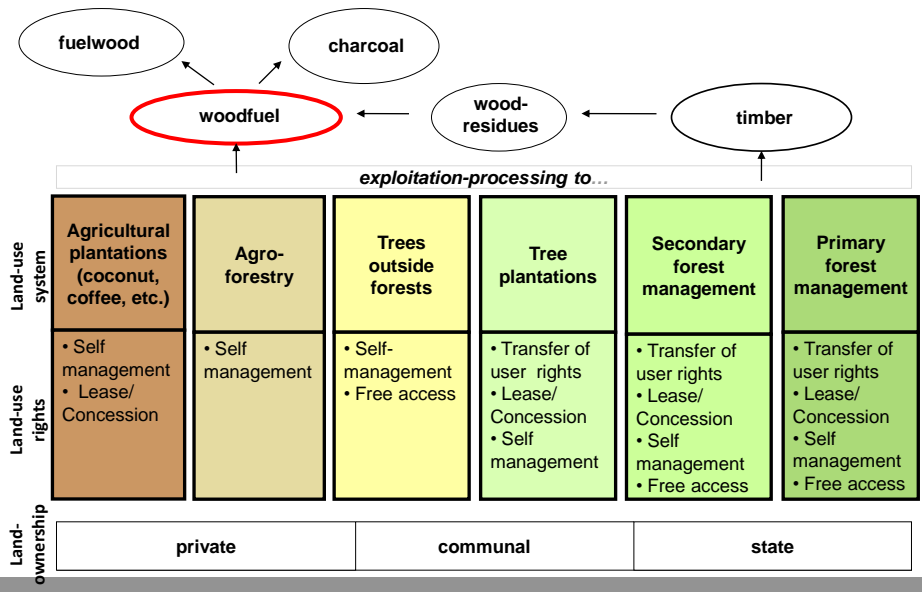 fuelwood
charcoal
woodfuel
wood-
residues
timber
exploitation-processing to…
Land-use
system
Agricultural
plantations
(coconut,
coffee, etc.)
Agro-
forestry
Trees
outside
forests
Tree
plantations
Secondary
forest
management
Primary
forest
management
Land-use
rights
• Self
management
• Lease/
Concession
• Self
management
• Self-
management
• Free access
• Transfer of
user rights
• Lease/
Concession
• Self
management
• Transfer of
user rights
• Lease/
Concession
• Self
management
• Free access
• Transfer of
user rights
• Lease/
Concession
• Self
management
• Free access
Land-
ownership
private
communal
state